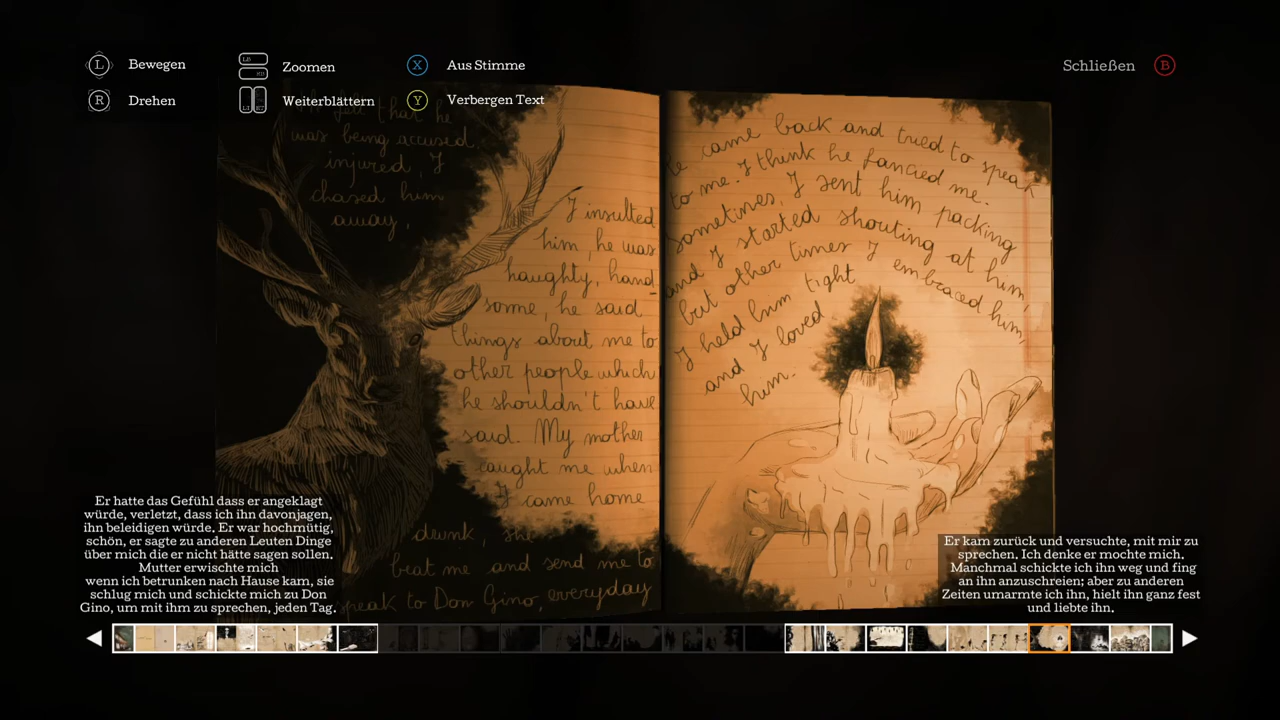 Bewegen
Zoomen
Aus Stimme
Schließen
B
L
X
LB
RB
Drehen
Weiterblättern
Verbergen Text
R
Y
felt that he
was being accused
injured, I
chased him
away,
I insulted
him, he was
haughty, hand_
some, he said
things about me to
other people which
he shouldn't have
said. My mother
caught me when
I came home
drunk, she
beat me and send me to
speak to Don Gino, everyday
He came back and tried to speak
to me. I think he fancied me.
Sometimes, I sent him packing
and I started shouting at him,
but other times I embraced him,
I held him tight
and I loved
him.
Er hatte das Gefühl dass er angeklagt
würde, verletzt, dass ich ihn davonjagen,
ihn beleidigen würde, Er war hochmütig,
schön, er sagte zu anderen Leuten Dinge
über mich die er nicht hätte sagen sollen.
Mutter erwischte mich
wenn ich betrunken nach Hause kam, sie
schlug mich und schickte mich zu Don
Gino, um mit ihm zu sprechen, jeden Tag.
Er kam zurück und versuchte, mit mir zu
sprechen. Ich denke er mochte mich.
Manchmal schickte ich ihn weg und fing
an ihn anzuschreien; aber zu anderen
Zeiten umarmte ich ihn, hielt ihn ganz fest
und liebte ihn.